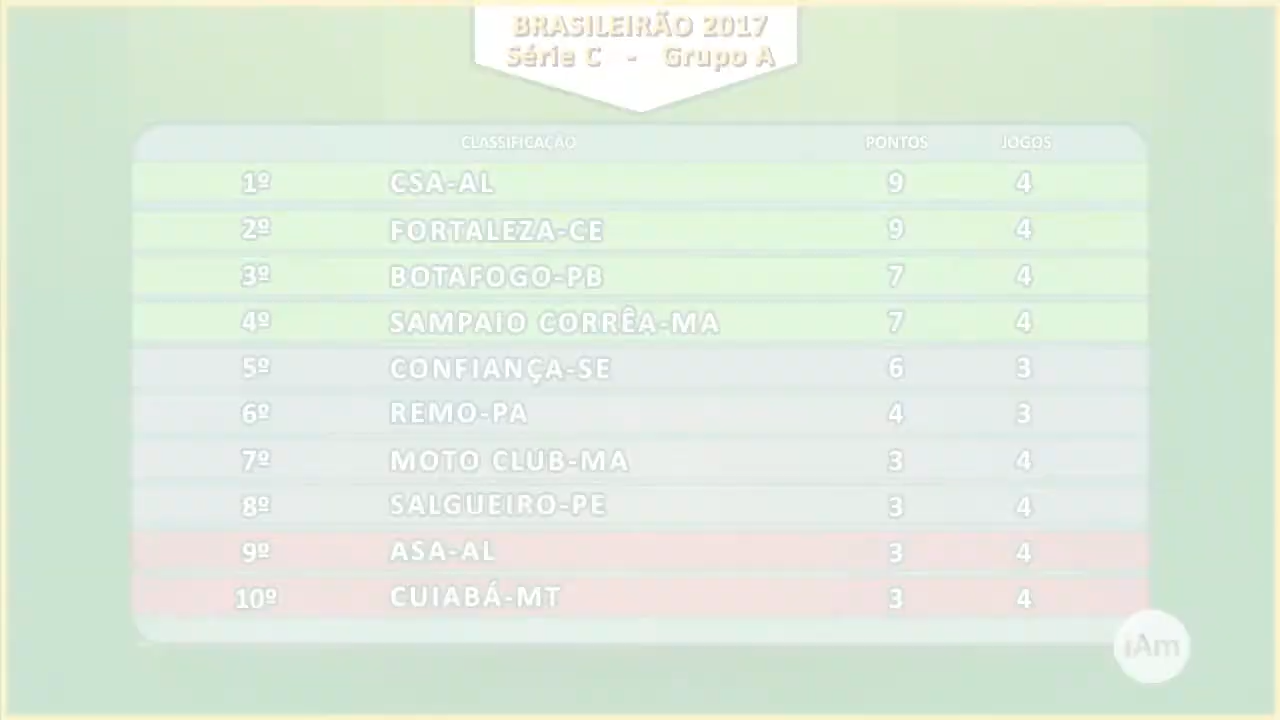 BRASILEIRÃO 2017
Série C - Grupo A
CLASSIFICAÇÃO PONTOS JOGOS
1º CSA-AL 9 4
2º FORTALEZA-CE 9 4
3º BOTAFOGO-PB 7 4
4º SAMPAIO CORRÊA-MA 7 4
5º CONFIANÇA-SE 6 3
6º REMO-PA 4 3
7º MOTO CLUB-MA 3 4
8º SALGUEIRO-PE 3 4
9º ASA-AL 3 4
10º CUIABÁ-MT 3 4
iAm